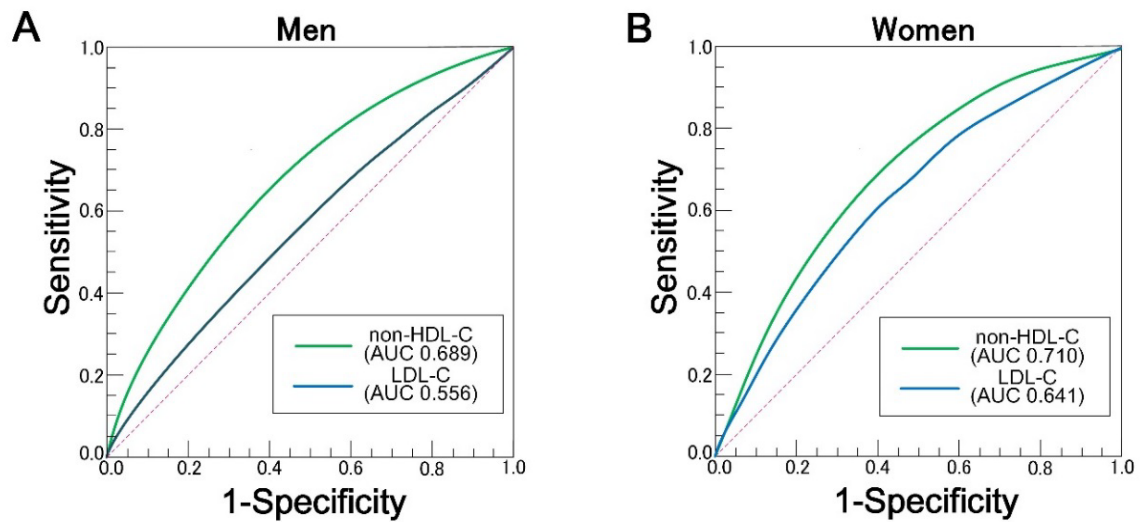 A
Men
Sensitivity
1.0
0.8
0.6
0.4
0.2
0.0
non-HDL-C
(AUC 0.689)
LDL-C
(AUC 0.556)
0.0
0.2
0.4
0.6
0.8
1.0
1-Specificity
B
Women
Sensitivity
1.0
0.8
0.6
0.4
0.2
0.0
non-HDL-C
(AUC 0.710)
LDL-C
(AUC 0.641)
0.0
0.2
0.4
0.6
0.8
1.0
1-Specificity